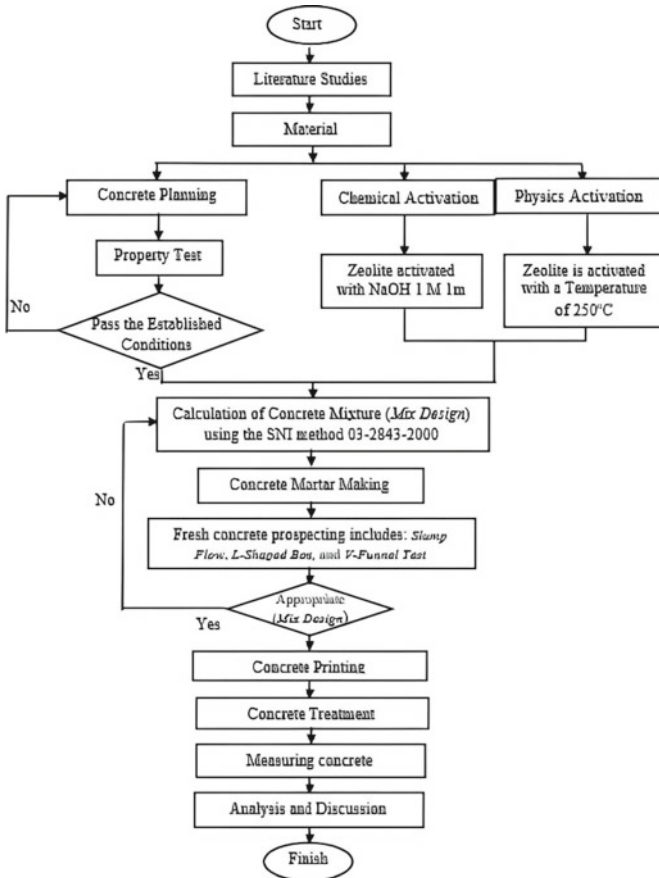 Start
Literature Studies
Material
Concrete Planning
Chemical Activation
Physics Activation
Property Test
Zeolite activated
with NaOH 1 M 1m
Zeolite is activated
with a Temperature
of 250°C
No
Pass the Established
Conditions
Yes
Calculation of Concrete Mixture (Mix Design)
using the SNI method 03-2843-2000
No
Concrete Mortar Making
Fresh concrete prospecting includes: Slump
Flow, L-Shaped Box, and V-Funnel Test
Appropriate
(Mix Design)
Yes
Concrete Printing
Concrete Treatment
Measuring concrete
Analysis and Discussion
Finish